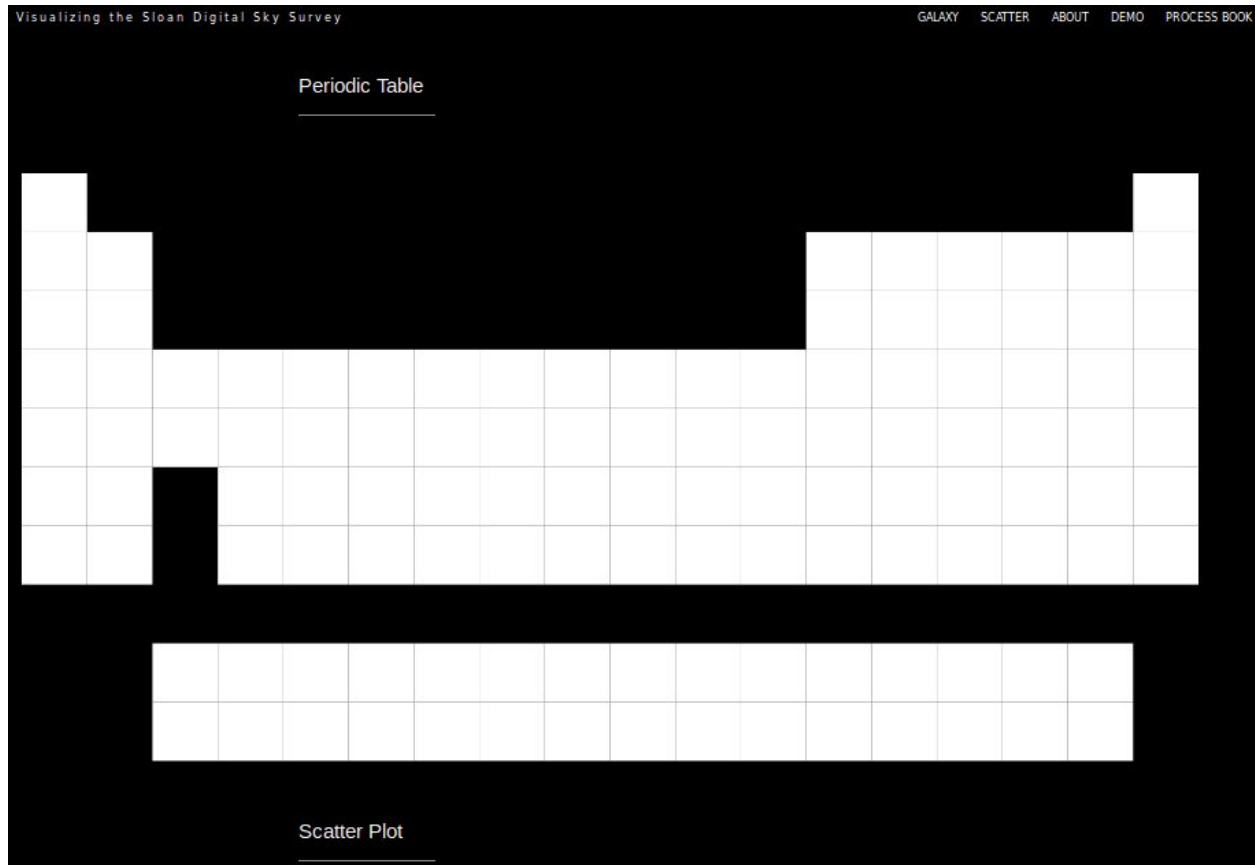 Visualizing the Sloan Digital Sky Survey
GALAXY SCATTER ABOUT DEMO PROCESS BOOK
Periodic Table
Scatter Plot